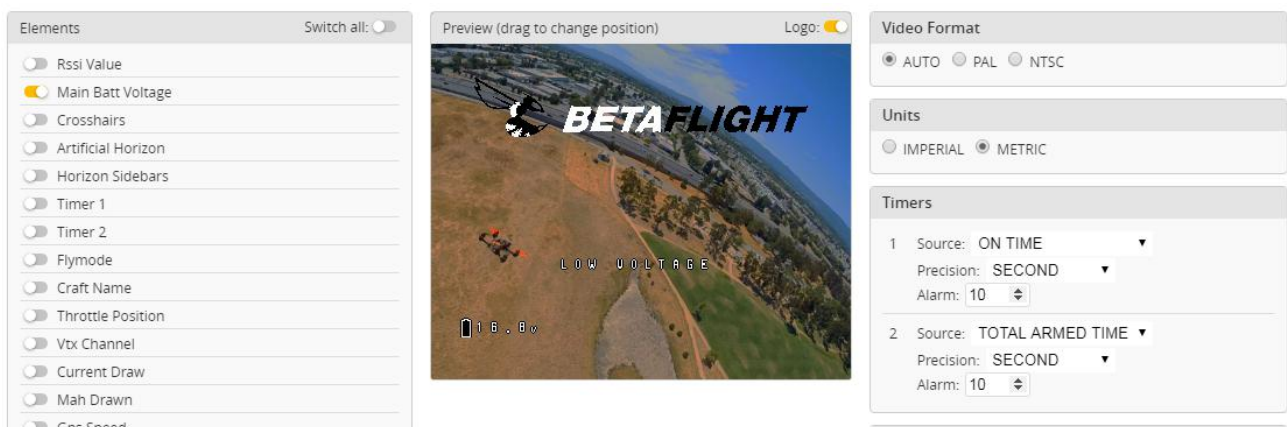 Elements
Switch all:
Rssi Value
Main Batt Voltage
Crosshairs
Artificial Horizon
Horizon Sidebars
Timer 1
Timer 2
Flymode
Craft Name
Throttle Position
Vtx Channel
Current Draw
Mah Drawn
Gps Speed
Preview (drag to change position)
Logo:
BETAFLIGHT
LOW VOLTAGE
16.8v
Video Format
AUTO PAL NTSC
Units
IMPERIAL METRIC
Timers
1 Source: ON TIME
Precision: SECOND
Alarm: 10
2 Source: TOTAL ARMED TIME
Precision: SECOND
Alarm: 10